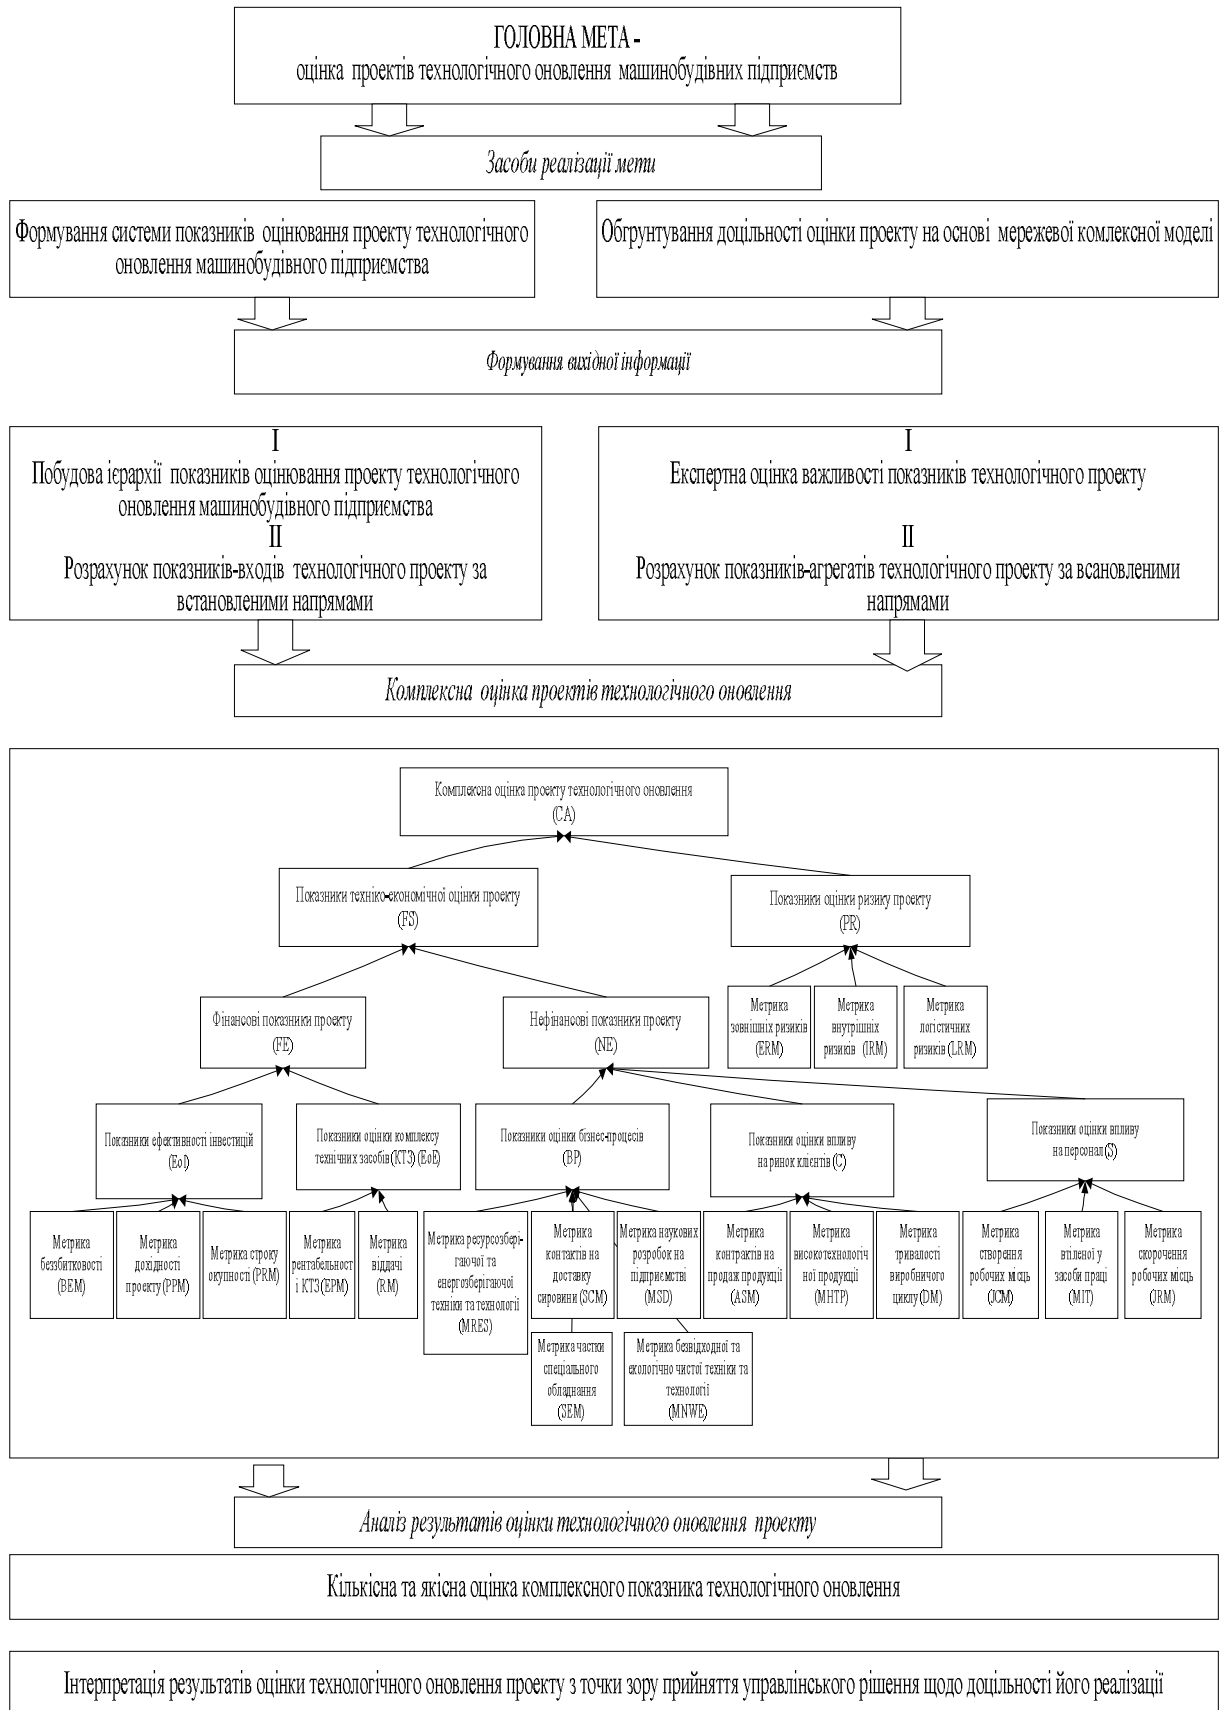 ГОЛОВНА МЕТА -
оцінка проектів технологічного оновлення машинобудівних підприємств
Засоби реалізації мети
Формування системи показників оцінювання проекту технологічного
оновлення машинобудівного підприємства
Обгрунтування доцільності оцінки проекту на основі мережевої комлексної моделі
Формування вихідної інформації
I
Побудова ієрархії показників оцінювання проекту технологічного
оновлення машинобудівного підприємства
II
Розрахунок показників-входів технологічного проекту за
встановленими напрямами
I
Експертна оцінка важливості показників технологічного проекту
II
Розрахунок показників-агрегатів технологічного проекту за всановленими
напрямами
Комплексна оцінка проектів технологічного оновлення
Комплексна оцінка проекту технологічного оновлення
(CA)
Показники техніко-економічної оцінки проекту
(FS)
Показники оцінки ризику проекту
(PR)
Фінансові показники проекту
(FE)
Нефінансові показники проекту
(NE)
Метрика
зовнішніх ризиків
(ERM)
Метрика
внутрішніх
ризиків (IRM)
Метрика
логістичних
ризиків (LRM)
Показники ефективності інвестицій
(EoI)
Показники оцінки комплексу
технічних засобів (КТЗ) (EoE)
Показники оцінки бізнес-процесів
(BP)
Показники оцінки впливу
на ринок клієнтів (C)
Показники оцінки впливу
на персонал (S)
Метрика
беззбитковості
(BEM)
Метрика
дохідності
проекту (PPM)
Метрика строку
окупності (PRM)
Метрика
рентабельност
і КТЗ (EPM)
Метрика
віддачі
(RM)
Метрика ресурсозбері-
гаючої та
енергозберігаючої
техніки та технології
(MRES)
Метрика
контактів на
доставку
сировини (SCM)
Метрика наукових
розробок на
підприємстві
(MSD)
Метрика
контрактів на
продаж продукції
(ASM)
Метрика
високотехнологіч
ної продукції
(MHTP)
Метрика
тривалості
виробничого
циклу (DM)
Метрика
створення
робочих місць
(JCM)
Метрика
втіленої у
засоби праці
(MIT)
Метрика
скорочення
робочих місць
(JRM)
Метрика частки
спеціального
обладнання
(SEM)
Метрика безвідходної та
екологічно чистої техніки та
технології
(MNWE)
Аналіз результатів оцінки технологічного оновлення проекту
Кількісна та якісна оцінка комплексного показника технологічного оновлення
Інтерпретація результатів оцінки технологічного оновлення проекту з точки зору прийняття управлінського рішення щодо доцільності його реалізації